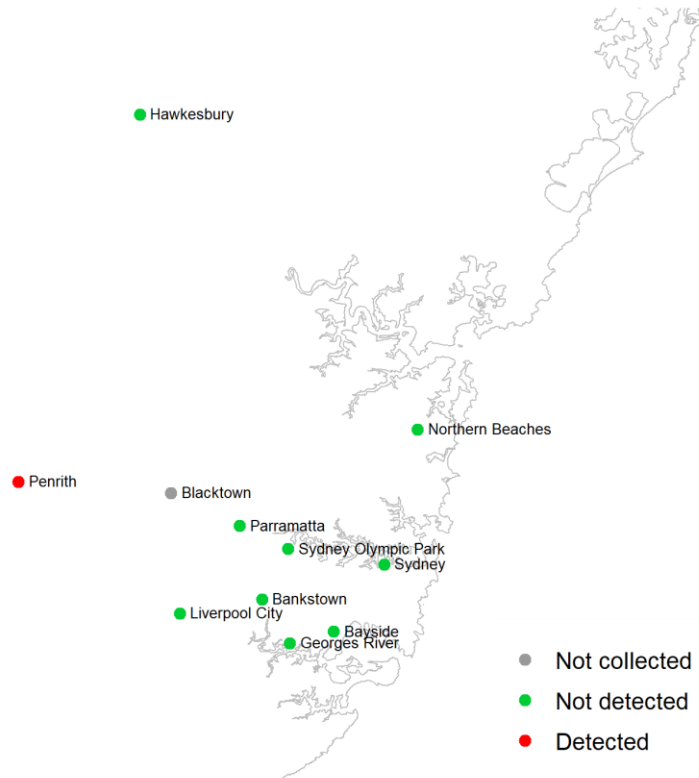 Hawkesbury
Northern Beaches
Penrith
Blacktown
Parramatta
Sydney Olympic Park
Sydney
Bankstown
Liverpool City
Bayside
Georges River
Not collected
Not detected
Detected